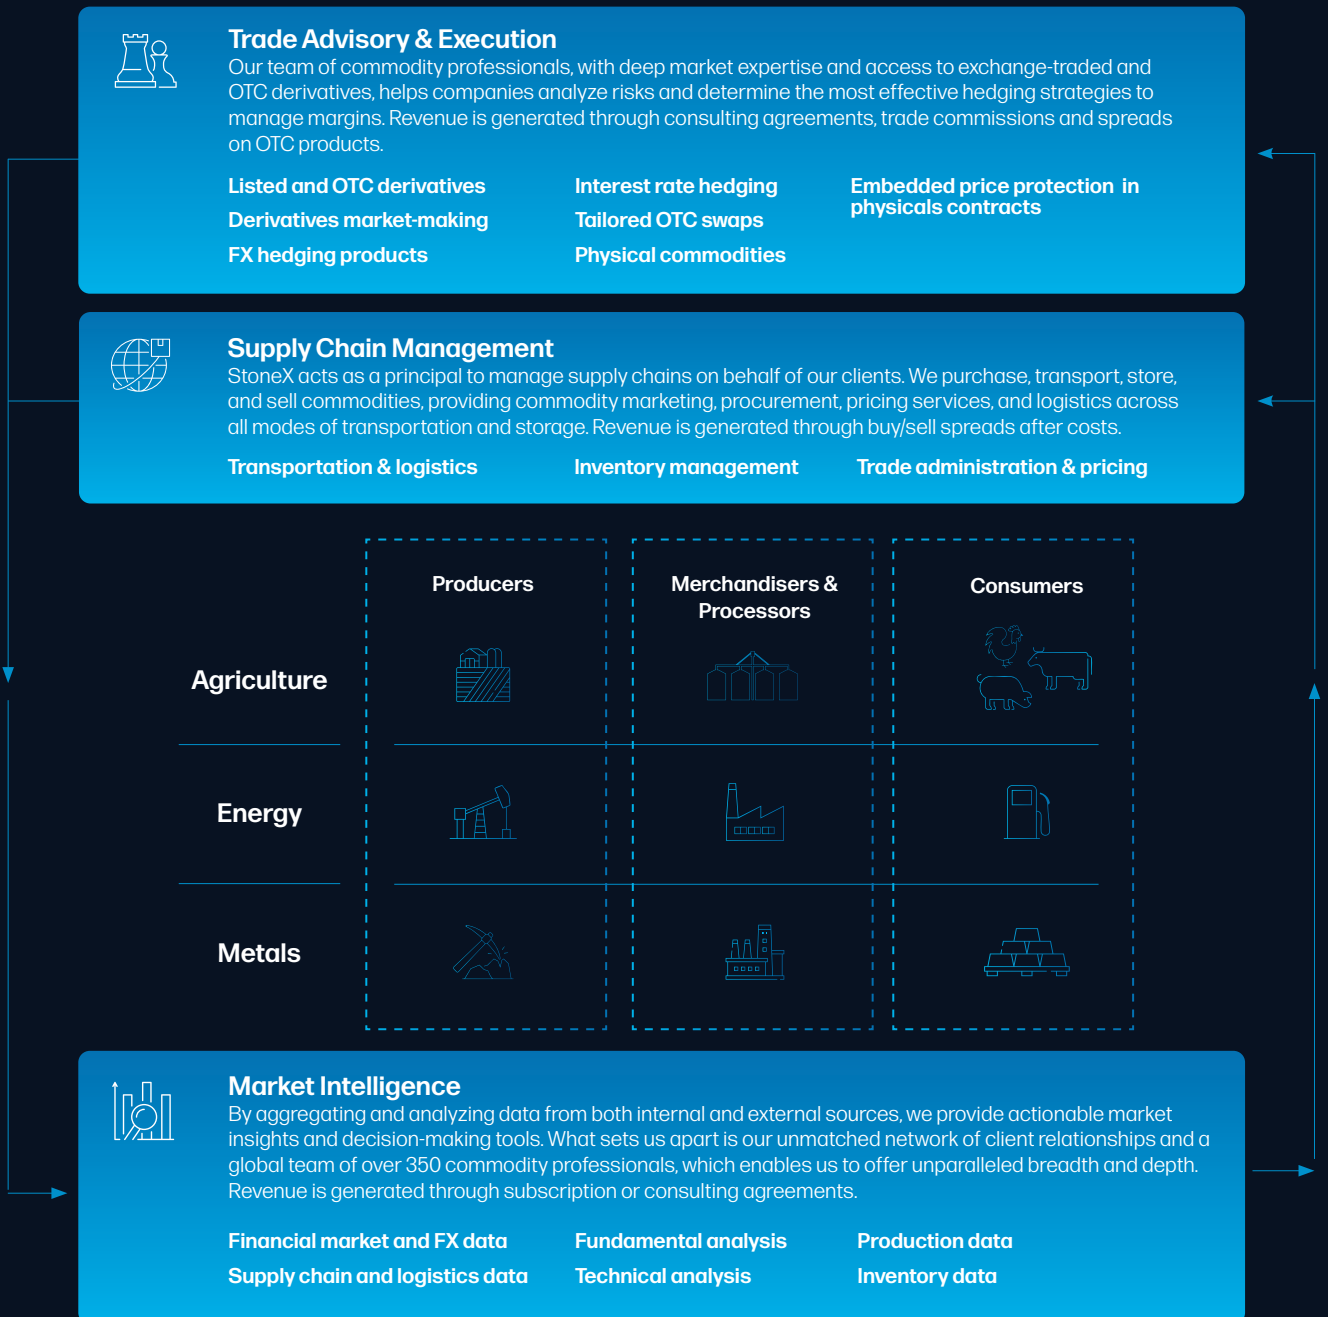 Trade Advisory & Execution
Our team of commodity professionals, with deep market expertise and access to exchange-traded and
OTC derivatives, helps companies analyze risks and determine the most effective hedging strategies to
manage margins. Revenue is generated through consulting agreements, trade commissions and spreads
on OTC products.
Listed and OTC derivatives
Derivatives market-making
FX hedging products
Interest rate hedging
Tailored OTC swaps
Physical commodities
Embedded price protection in
physicals contracts
Supply Chain Management
StoneX acts as a principal to manage supply chains on behalf of our clients. We purchase, transport, store,
and sell commodities, providing commodity marketing, procurement, pricing services, and logistics across
all modes of transportation and storage. Revenue is generated through buy/sell spreads after costs.
Transportation & logistics
Inventory management
Trade administration & pricing
Producers
Merchandisers &
Processors
Consumers
Agriculture
Energy
Metals
Market Intelligence
By aggregating and analyzing data from both internal and external sources, we provide actionable market
insights and decision-making tools. What sets us apart is our unmatched network of client relationships and a
global team of over 350 commodity professionals, which enables us to offer unparalleled breadth and depth.
Revenue is generated through subscription or consulting agreements.
Financial market and FX data
Supply chain and logistics data
Fundamental analysis
Technical analysis
Production data
Inventory data